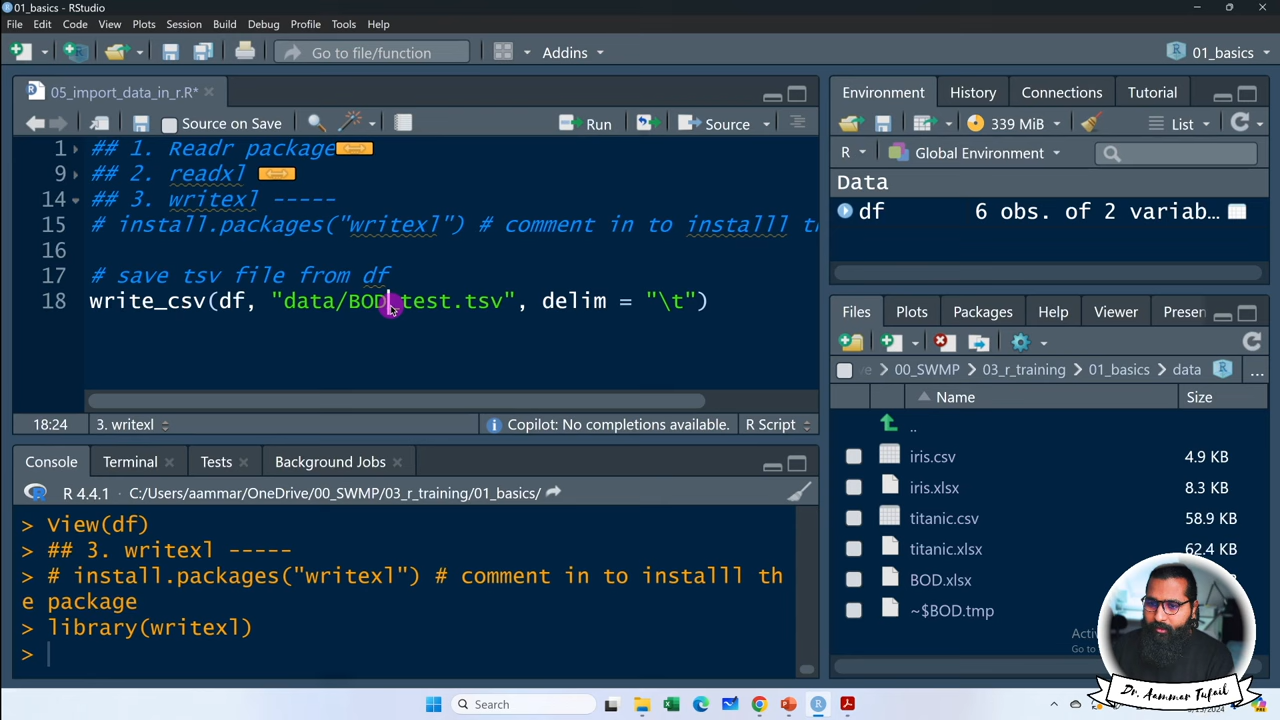 01_basics - RStudio
File Edit Code View Plots Session Build Debug Profile Tools Help
Go to file/function Addins 01_basics
05_import_data_in_r.R*
Source on Save Run Source
1 ## 1. Readr package
9 ## 2. readxl
14 ## 3. writexl -----
15 # install.packages("writexl") # comment in to installl th
16
17 # save tsv file from df
18 write_csv(df, "data/BOD test.tsv", delim = "\t")
18:24 3. writexl Copilot: No completions available. R Script
Console Terminal Tests Background Jobs
R 4.4.1 · C:/Users/aammar/OneDrive/00_SWMP/03_r_training/01_basics/
> View(df)
> ## 3. writexl -----
> # install.packages("writexl") # comment in to installl th
e package
> library(writexl)
>
Environment History Connections Tutorial
339 MiB List
R Global Environment
Data
df 6 obs. of 2 variab...
Files Plots Packages Help Viewer Presen
00_SWMP 03_r_training 01_basics data ...
Name Size
..
iris.csv 4.9 KB
iris.xlsx 8.3 KB
titanic.csv 58.9 KB
titanic.xlsx 62.4 KB
BOD.xlsx
~$BOD.tmp
Go to
Dr. Aammar Tufail
Search